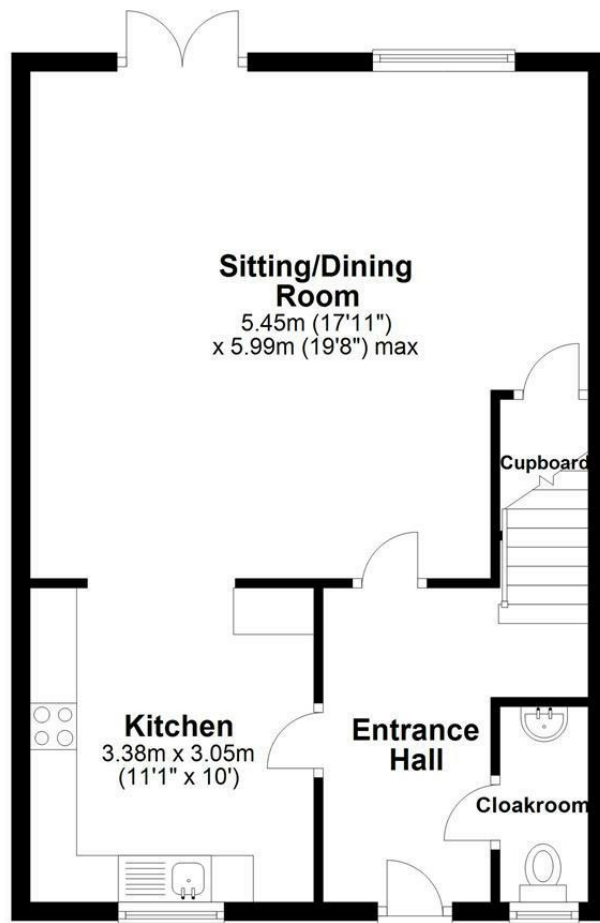 Sitting/Dining
Room
5.45m (17'11")
x 5.99m (19'8") max
Cupboard
Kitchen
3.38m x 3.05m
(11'1" x 10')
Entrance
Hall
Cloakroom